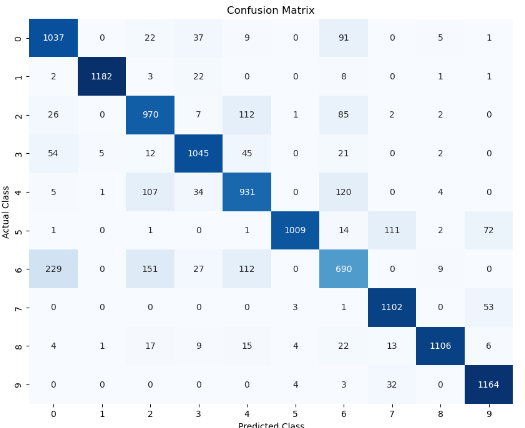 Confusion Matrix
Actual Class
0 1037 0 22 37 9 0 91 0 5 1
1 2 1182 3 22 0 0 8 0 1 1
2 26 0 970 7 112 1 85 2 2 0
3 54 5 12 1045 45 0 21 0 2 0
4 5 1 107 34 931 0 120 0 4 0
5 1 0 1 0 1 1009 14 111 2 72
6 229 0 151 27 112 0 690 0 9 0
7 0 0 0 0 0 3 1 1102 0 53
8 4 1 17 9 15 4 22 13 1106 6
9 0 0 0 0 0 4 3 32 0 1164
0 1 2 3 4 5 6 7 8 9
Predicted Class